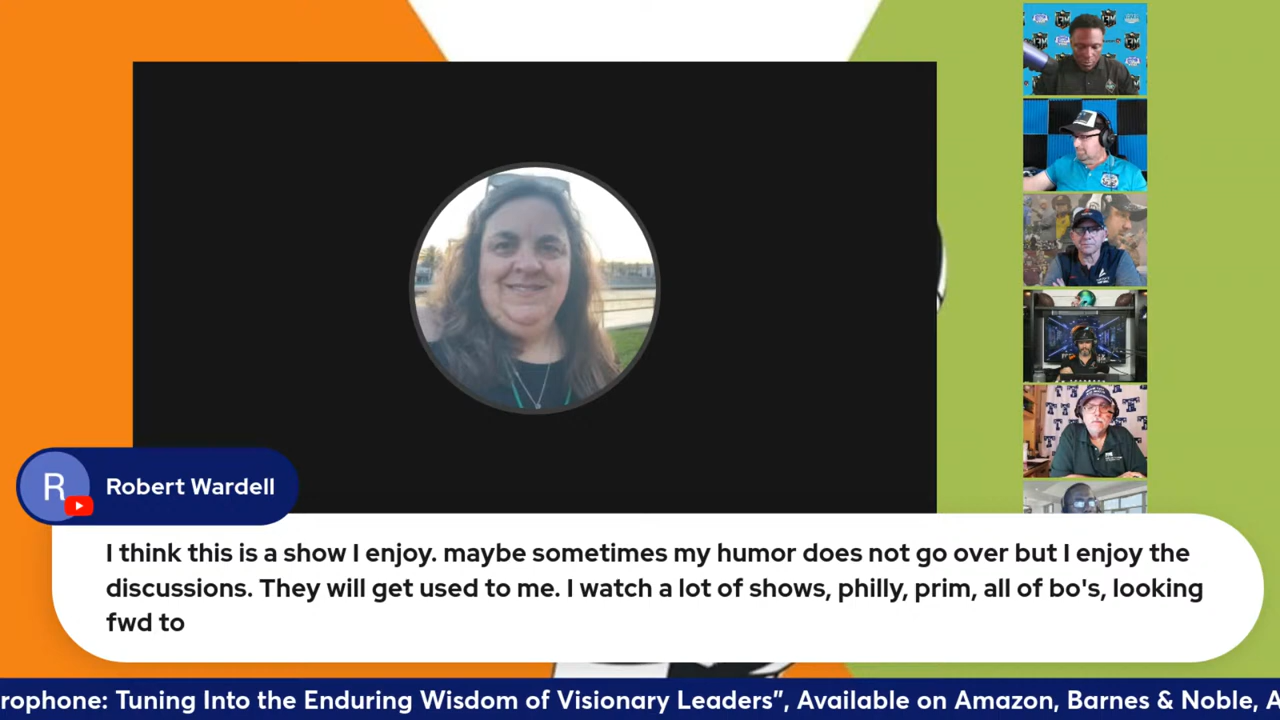 R
Robert Wardell
I think this is a show I enjoy. maybe sometimes my humor does not go over but I enjoy the
discussions. They will get used to me. I watch a lot of shows, philly, prim, all of bo's, looking
fwd to
rophone: Tuning Into the Enduring Wisdom of Visionary Leaders”, Available on Amazon, Barnes & Noble, A